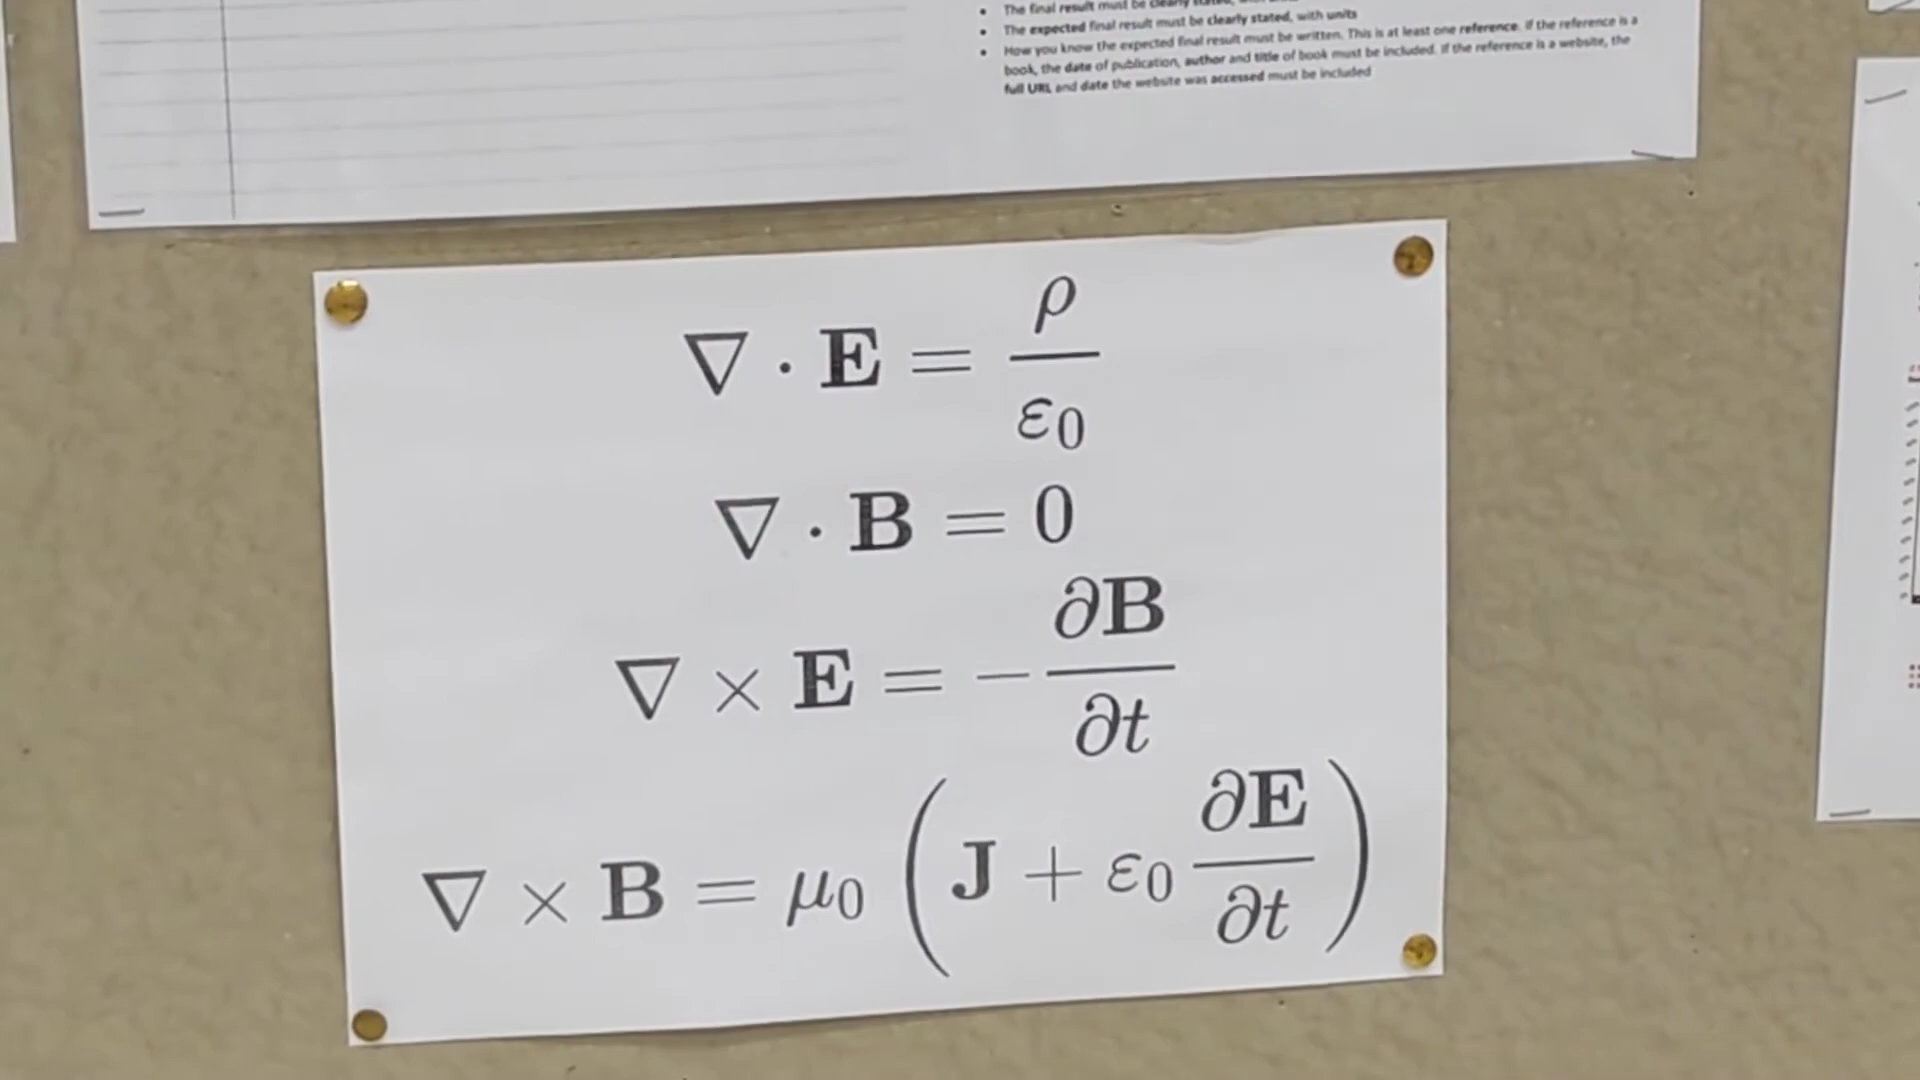 The final result must be clearly stated, with units
The expected final result must be clearly stated, with units
How you know the expected final result must be written. This is at least one reference. If the reference is a
book, the date of publication, author and title of book must be included. If the reference is a website, the
full URL and date the website was accessed must be included
∇ · E = ρ / ε₀
∇ · B = 0
∇ × E = − ∂B / ∂t
∇ × B = μ₀ ( J + ε₀ ∂E / ∂t )